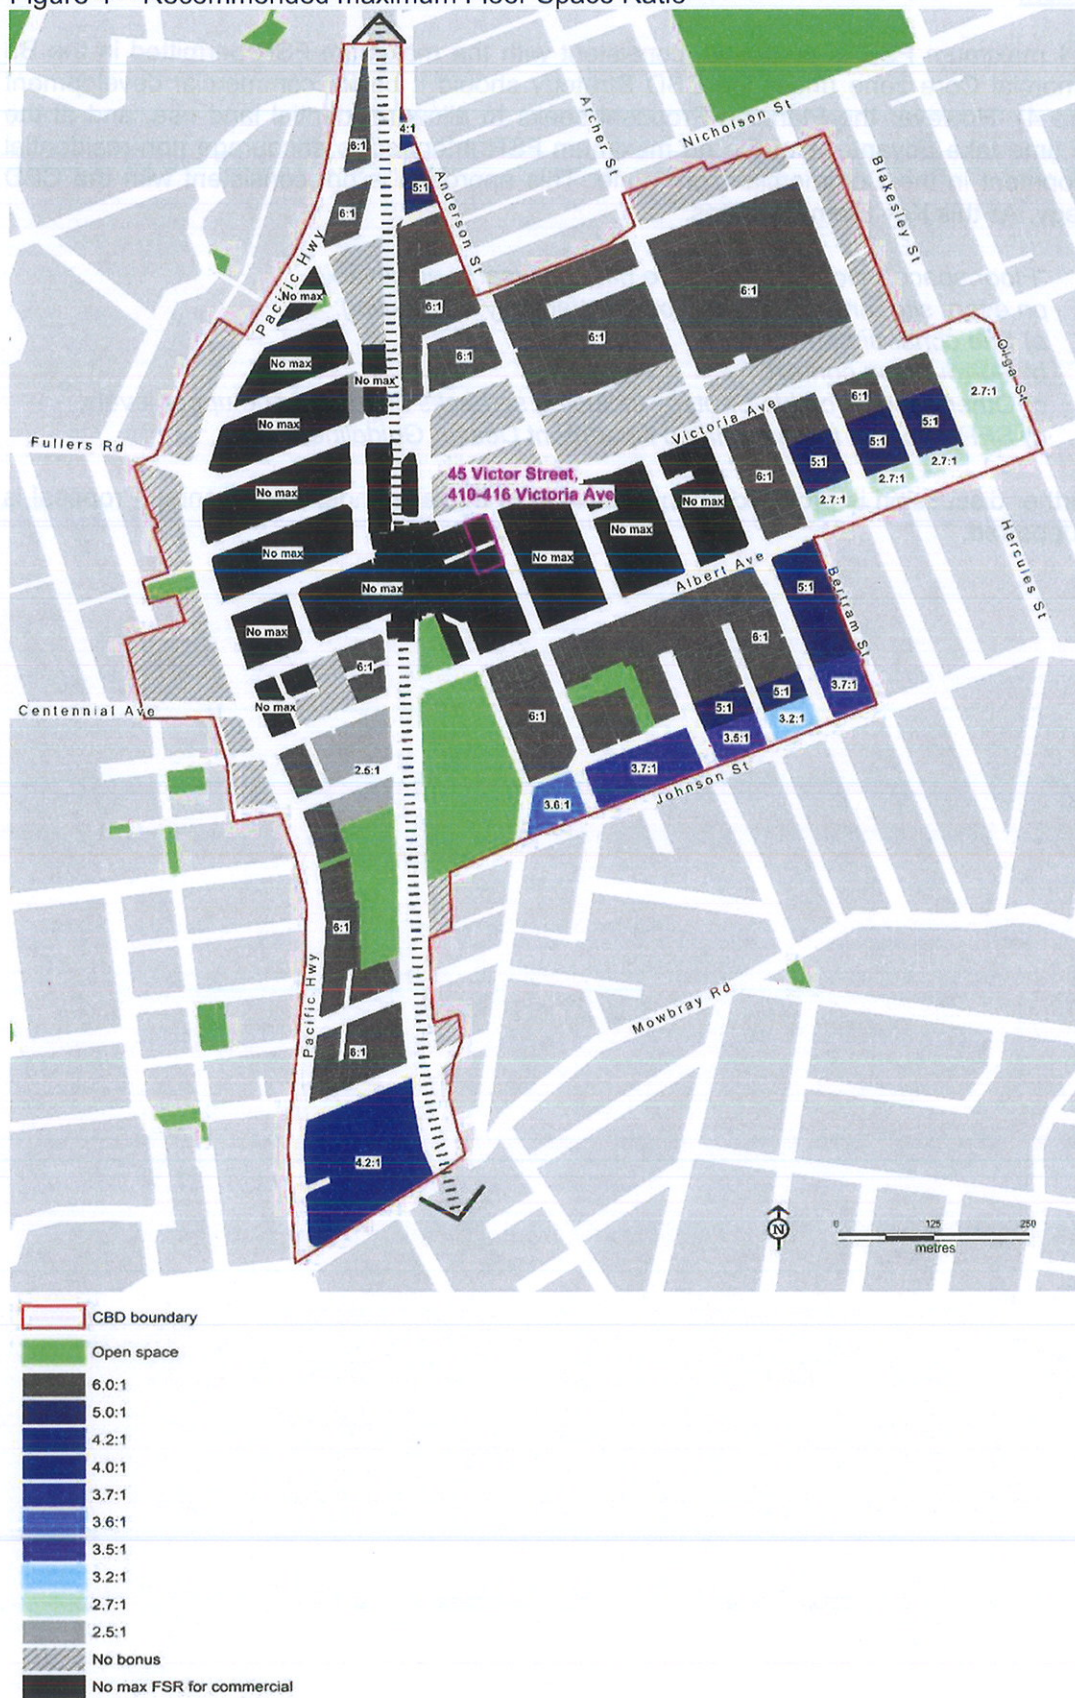 Recommended maximum Floor Space Ratio
Archer St
Nicholson St
4:1
6:1
Anderson St
Blakesley St
5:1
6:1
Pacific Hwy
No max
6:1
6:1
6:1
Olga St
6:1
No max
No max
6:1
2.7:1
Victoria Ave
5:1
No max
Fullers Rd
5:1
5:1
2.7:1
45 Victor Street,
410-416 Victoria Ave
6:1
2.7:1
No max
No max
2.7:1
No max
No max
No max
Albert Ave
Hercules St
No max
5:1
Bertram St
No max
6:1
6:1
3.7:1
5:1
No max
Centennial Ave
5:1
6:1
3.2:1
3.5:1
2.5:1
3.7:1
Johnson St
3.6:1
6:1
Pacific Hwy
Mowbray Rd
6:1
4.2:1
N
0 125 250
metres
CBD boundary
Open space
6.0:1
5.0:1
4.2:1
4.0:1
3.7:1
3.6:1
3.5:1
3.2:1
2.7:1
2.5:1
No bonus
No max FSR for commercial